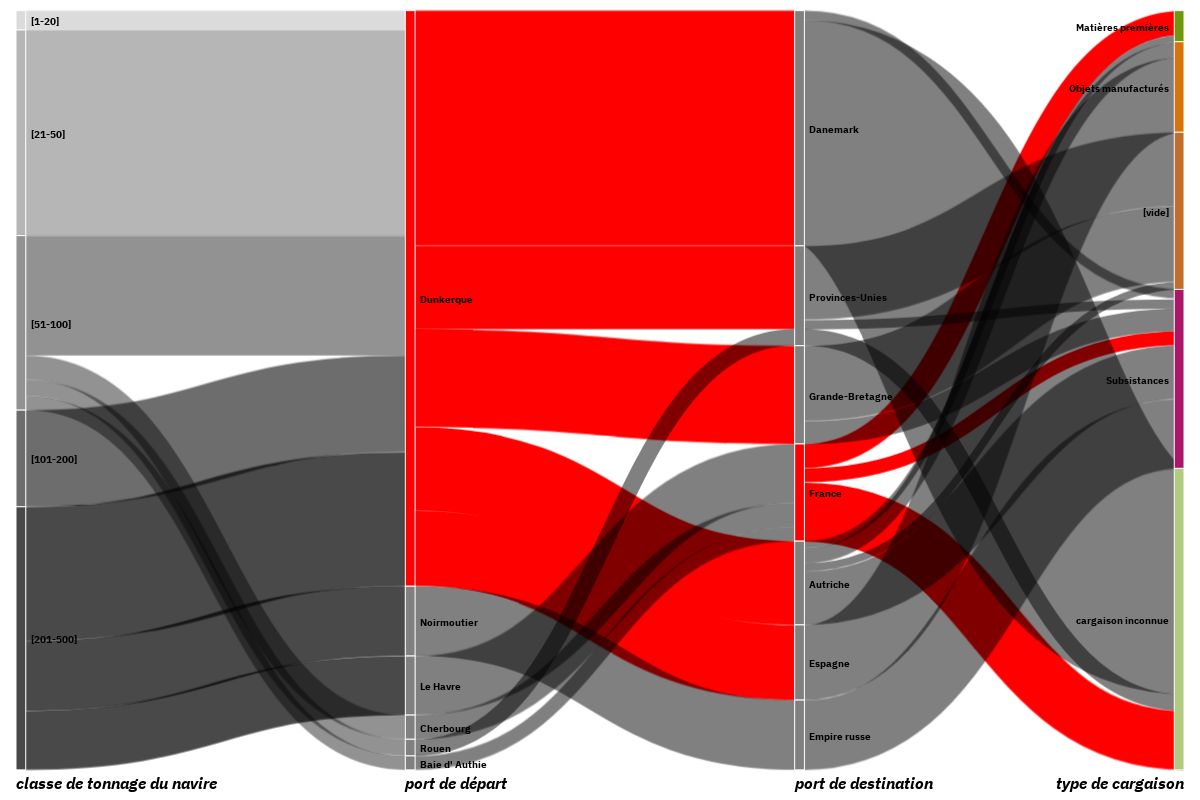 [1-20]
[21-50]
[51-100]
[101-200]
[201-500]
Dunkerque
Noirmoutier
Le Havre
Cherbourg
Rouen
Baie d' Authie
Danemark
Provinces-Unies
Grande-Bretagne
France
Autriche
Espagne
Empire russe
Matières premières
Objets manufacturés
[vide]
Subsistances
cargaison inconnue
classe de tonnage du navire
port de départ
port de destination
type de cargaison